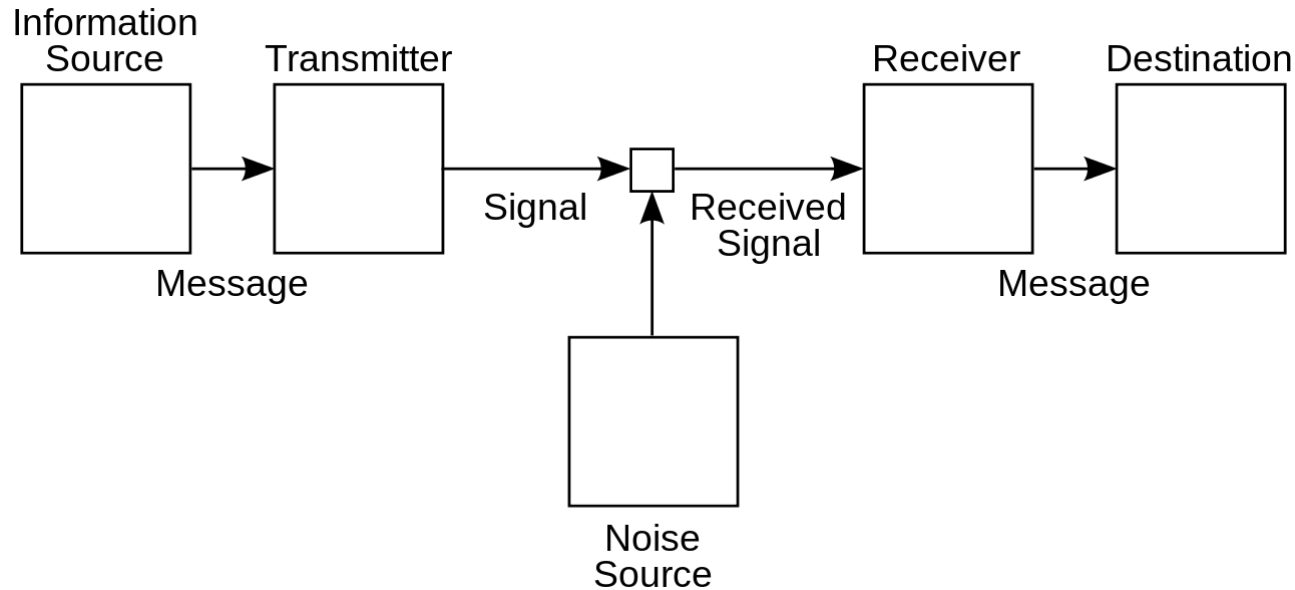 Information
Source
Transmitter
Receiver
Destination
Signal
Received
Signal
Message
Message
Noise
Source